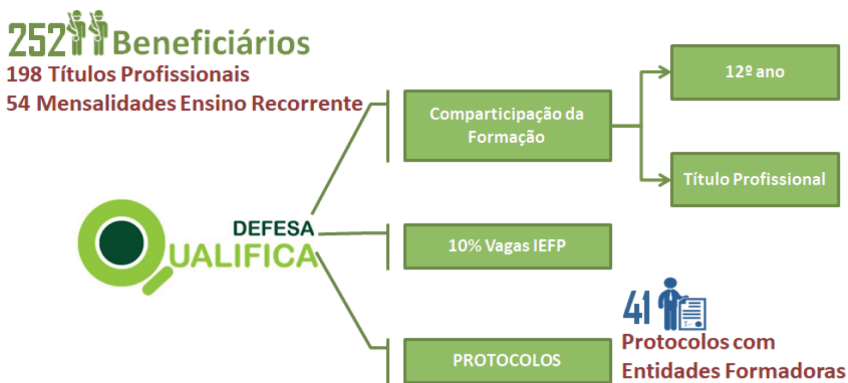 252 Beneficiários
198 Títulos Profissionais
54 Mensalidades Ensino Recorrente
Comparticipação da
Formação
12º ano
Título Profissional
DEFESA
QUALIFICA
10% Vagas IEFP
PROTOCOLOS
41
Protocolos com
Entidades Formadoras